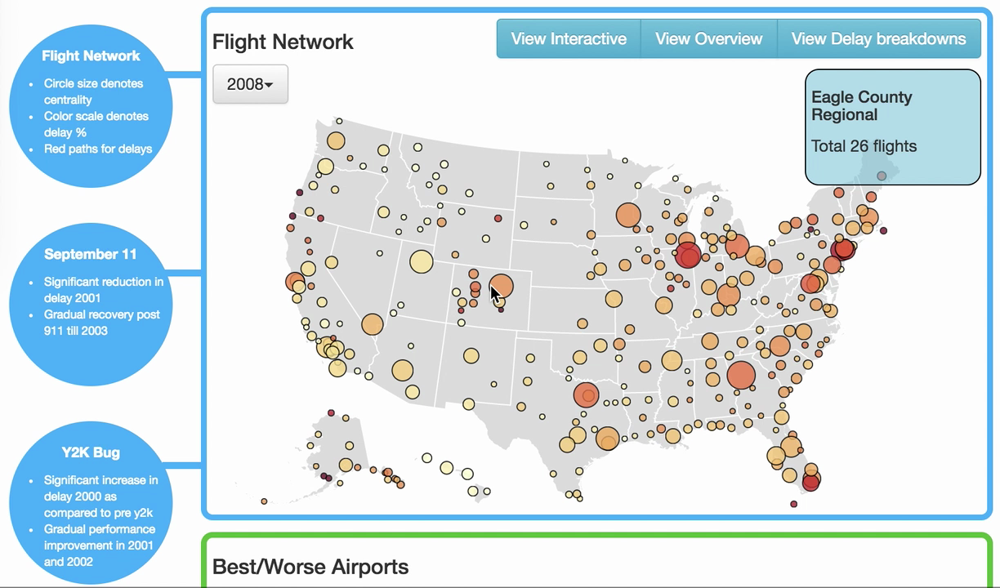 Flight Network
Circle size denotes
centrality
Color scale denotes
delay %
Red paths for delays
September 11
Significant reduction in
delay 2001
Gradual recovery post
911 till 2003
Y2K Bug
Significant increase in
delay 2000 as
compared to pre y2k
Gradual performance
improvement in 2001
and 2002
Flight Network
View Interactive
View Overview
View Delay breakdowns
2008
Eagle County
Regional
Total 26 flights
Best/Worse Airports